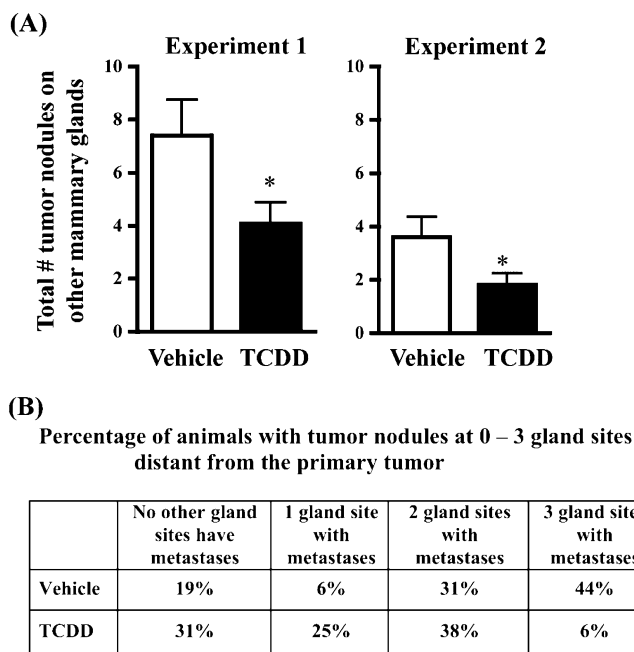 (A)
Experiment 1
Experiment 2
Total # tumor nodules on
other mammary glands
10
8
6
4
2
0
*
Vehicle TCDD
10
8
6
4
2
0
*
Vehicle TCDD
(B)
Percentage of animals with tumor nodules at 0 – 3 gland sites
distant from the primary tumor
No other gland sites have metastases
1 gland site with metastases
2 gland sites with metastases
3 gland site with metastases
Vehicle 19% 6% 31% 44%
TCDD 31% 25% 38% 6%